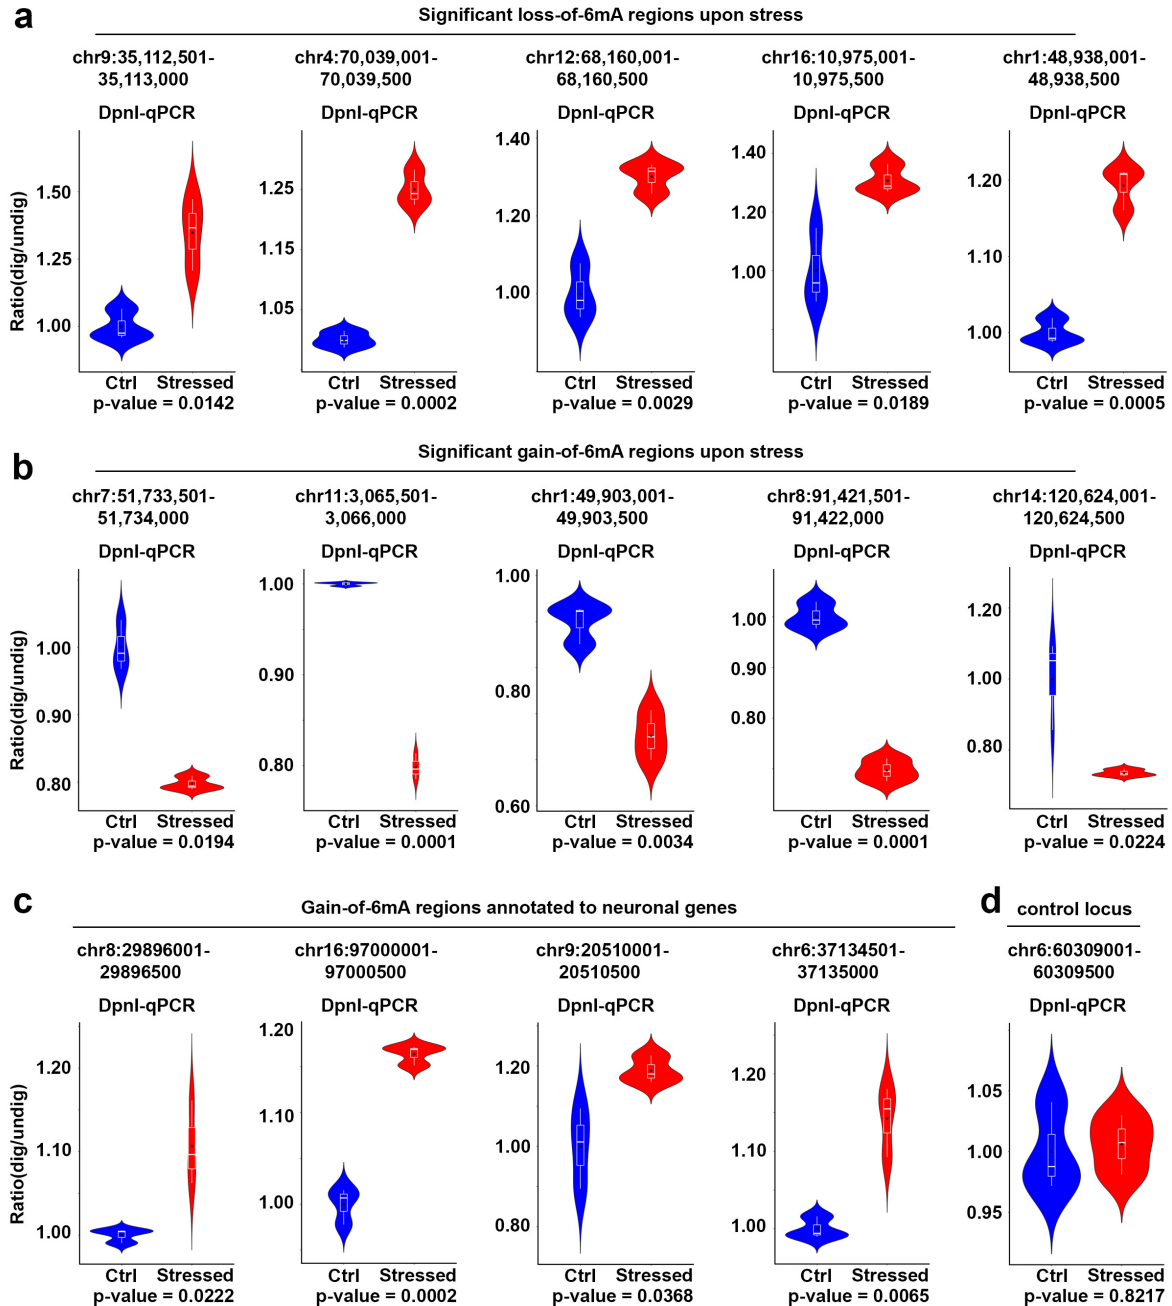 a
Significant loss-of-6mA regions upon stress
chr9:35,112,501-
35,113,000
chr4:70,039,001-
70,039,500
chr12:68,160,001-
68,160,500
chr16:10,975,001-
10,975,500
chr1:48,938,001-
48,938,500
DpnI-qPCR
DpnI-qPCR
DpnI-qPCR
DpnI-qPCR
DpnI-qPCR
Ratio(dig/undig)
1.50
1.25
1.00
1.25
1.15
1.05
1.40
1.20
1.00
1.40
1.20
1.00
1.20
1.10
1.00
Ctrl Stressed
Ctrl Stressed
Ctrl Stressed
Ctrl Stressed
Ctrl Stressed
p-value = 0.0142
p-value = 0.0002
p-value = 0.0029
p-value = 0.0189
p-value = 0.0005
b
Significant gain-of-6mA regions upon stress
chr7:51,733,501-
51,734,000
chr11:3,065,501-
3,066,000
chr1:49,903,001-
49,903,500
chr8:91,421,501-
91,422,000
chr14:120,624,001-
120,624,500
DpnI-qPCR
DpnI-qPCR
DpnI-qPCR
DpnI-qPCR
DpnI-qPCR
Ratio(dig/undig)
1.00
0.90
0.80
1.00
0.90
0.80
1.00
0.80
0.60
1.00
0.90
0.80
1.20
1.00
0.80
Ctrl Stressed
Ctrl Stressed
Ctrl Stressed
Ctrl Stressed
Ctrl Stressed
p-value = 0.0194
p-value = 0.0001
p-value = 0.0034
p-value = 0.0001
p-value = 0.0224
c
Gain-of-6mA regions annotated to neuronal genes
d
control locus
chr8:29896001-
29896500
chr16:97000001-
97000500
chr9:20510001-
20510500
chr6:37134501-
37135000
chr6:60309001-
60309500
DpnI-qPCR
DpnI-qPCR
DpnI-qPCR
DpnI-qPCR
DpnI-qPCR
Ratio(dig/undig)
1.20
1.10
1.00
1.20
1.10
1.00
1.20
1.00
0.80
1.20
1.10
1.00
1.05
1.00
0.95
Ctrl Stressed
Ctrl Stressed
Ctrl Stressed
Ctrl Stressed
Ctrl Stressed
p-value = 0.0222
p-value = 0.0002
p-value = 0.0368
p-value = 0.0065
p-value = 0.8217